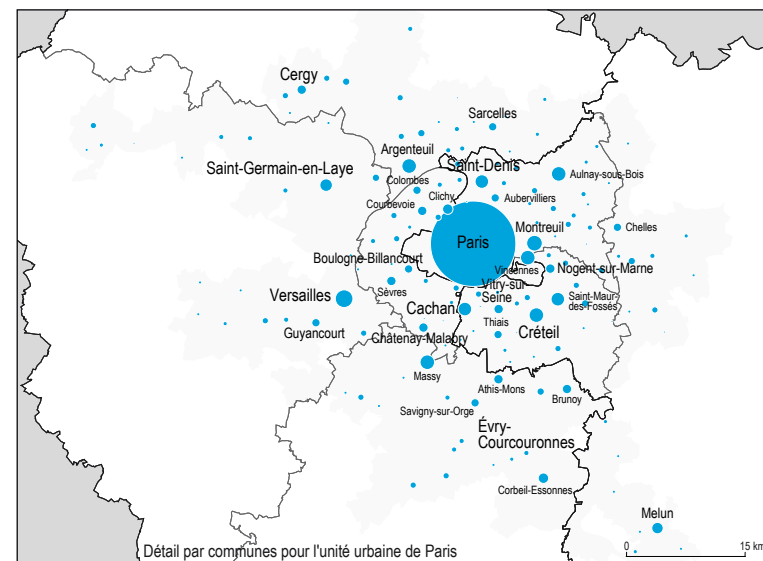 Cergy
Sarcelles
Argenteuil
Saint-Germain-en-Laye
Saint-Denis
Colombes
Aulnay-sous-Bois
Clichy
Aubervilliers
Courbevoie
Chelles
Montreuil
Paris
Boulogne-Billancourt
Vincennes
Nogent-sur-Marne
Sèvres
Vitry-sur
Seine
Versailles
Saint-Maur-
des-Fossés
Cachan
Thiais
Créteil
Guyancourt
Châtenay-Malabry
Massy
Athis-Mons
Brunoy
Savigny-sur-Orge
Évry-
Courcouronnes
Corbeil-Essonnes
Melun
Détail par communes pour l'unité urbaine de Paris
0 15 km